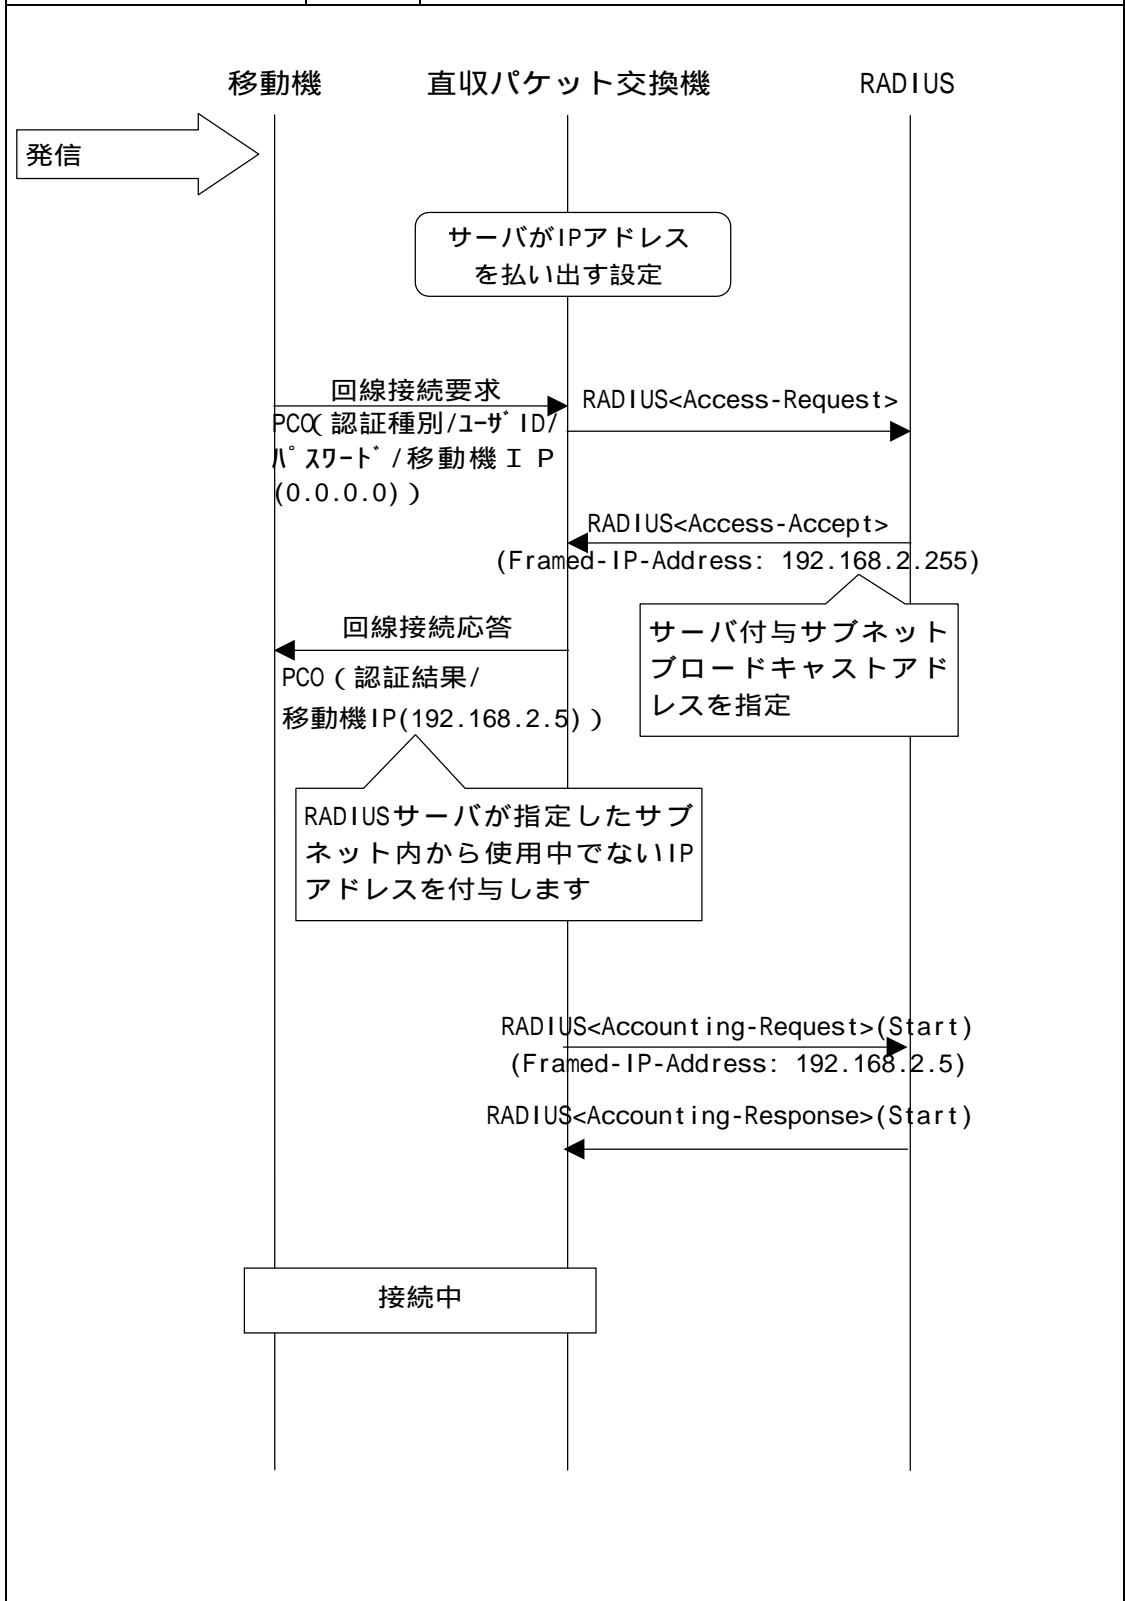 移動機
直収パケット交換機
RADIUS
発信
サーバがIPアドレス
を払い出す設定
回線接続要求
RADIUS<Access-Request>
PCO(認証種別/ﾕｰｻﾞID/
ﾊﾟｽﾜｰﾄﾞ/移動機ＩＰ
(0.0.0.0))
RADIUS<Access-Accept>
(Framed-IP-Address: 192.168.2.255)
回線接続応答
サーバ付与サブネット
ブロードキャストアド
レスを指定
PCO(認証結果/
移動機IP(192.168.2.5))
RADIUSサーバが指定したサブ
ネット内から使用中でないIP
アドレスを付与します
RADIUS<Accounting-Request>(Start)
(Framed-IP-Address: 192.168.2.5)
RADIUS<Accounting-Response>(Start)
接続中